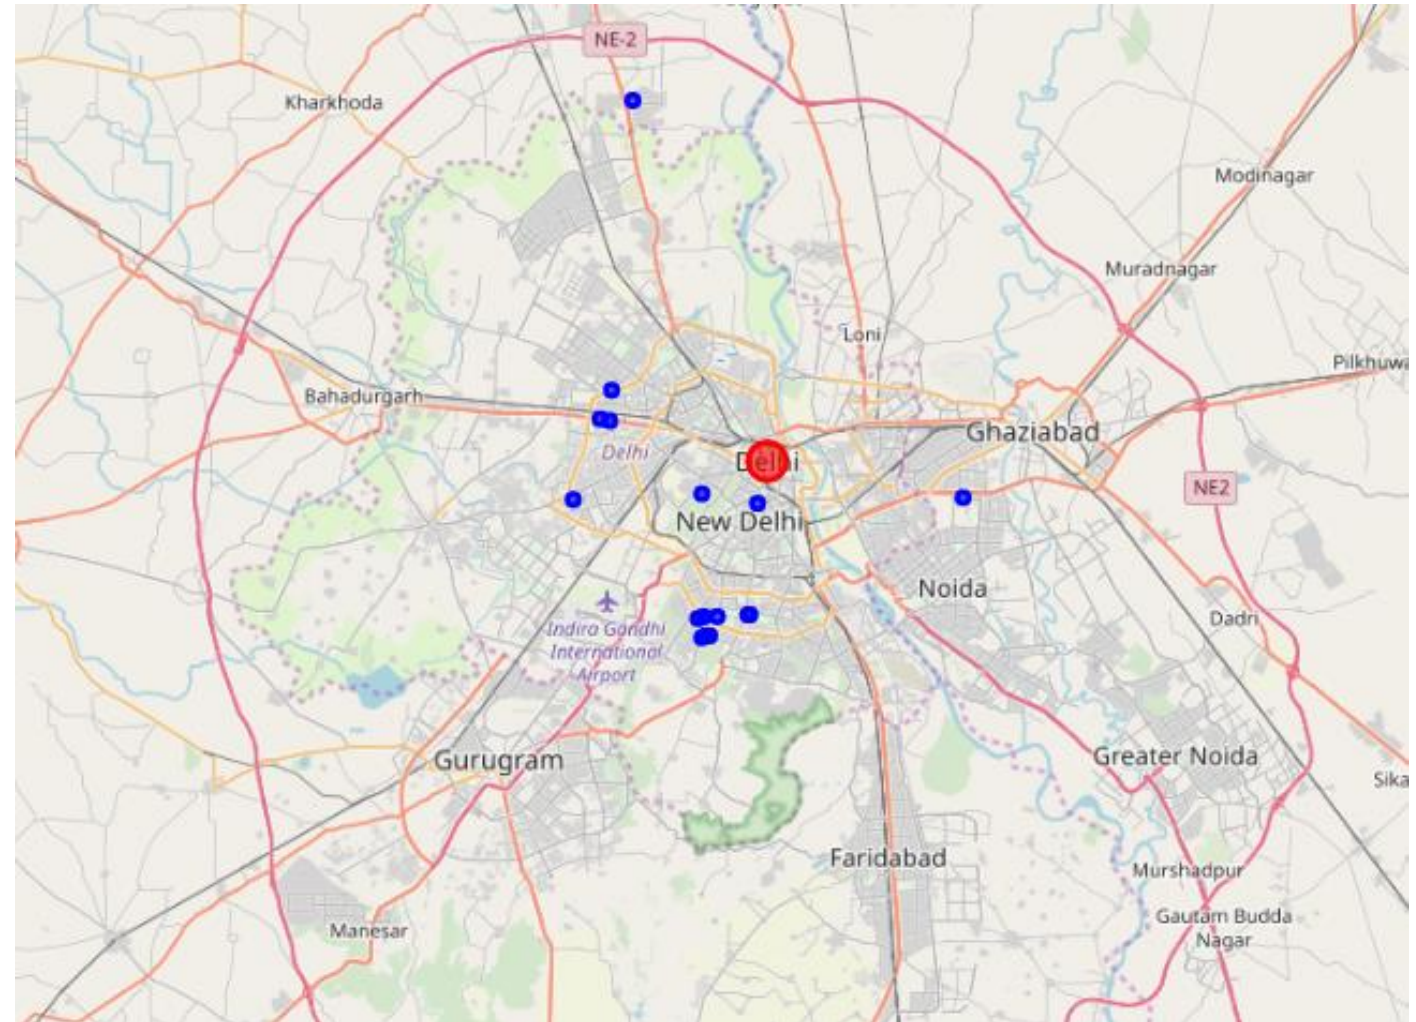 NE-2
Kharkhoda
Modinagar
Muradnagar
Loni
Pilkhuwa
Bahadurgarh
Ghaziabad
Delhi
Delhi
NE2
New Delhi
Noida
Dadri
Indira Gandhi
International
Airport
Gurugram
Greater Noida
Sika
Faridabad
Murshadpur
Gautam Budda
Nagar
Manesar